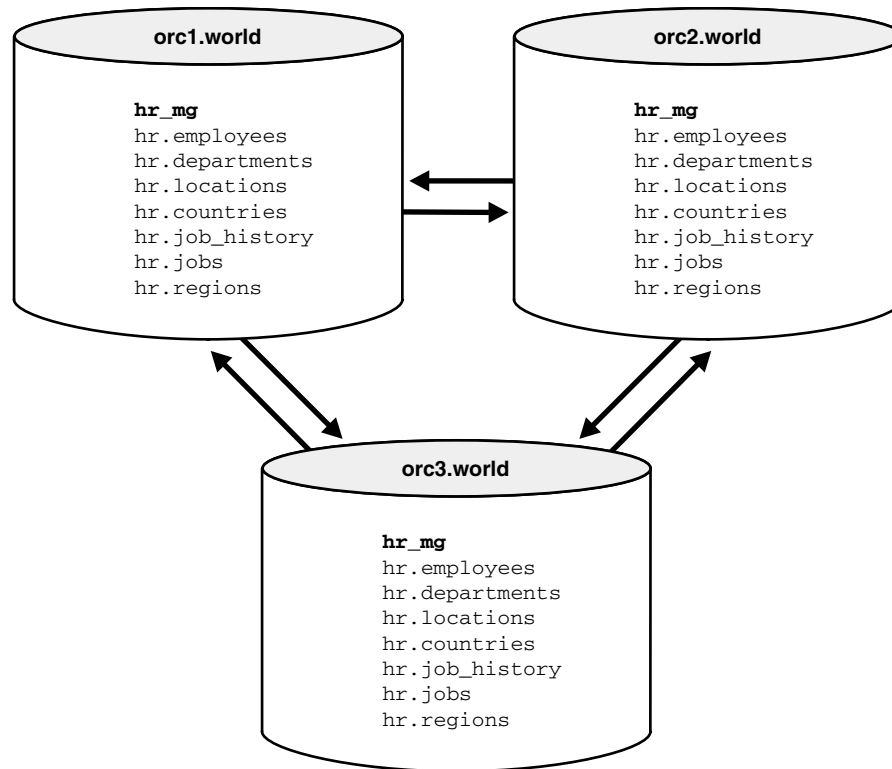 orc1.world
hr_mg
hr.employees
hr.departments
hr.locations
hr.countries
hr.job_history
hr.jobs
hr.regions
orc2.world
hr_mg
hr.employees
hr.departments
hr.locations
hr.countries
hr.job_history
hr.jobs
hr.regions
orc3.world
hr_mg
hr.employees
hr.departments
hr.locations
hr.countries
hr.job_history
hr.jobs
hr.regions